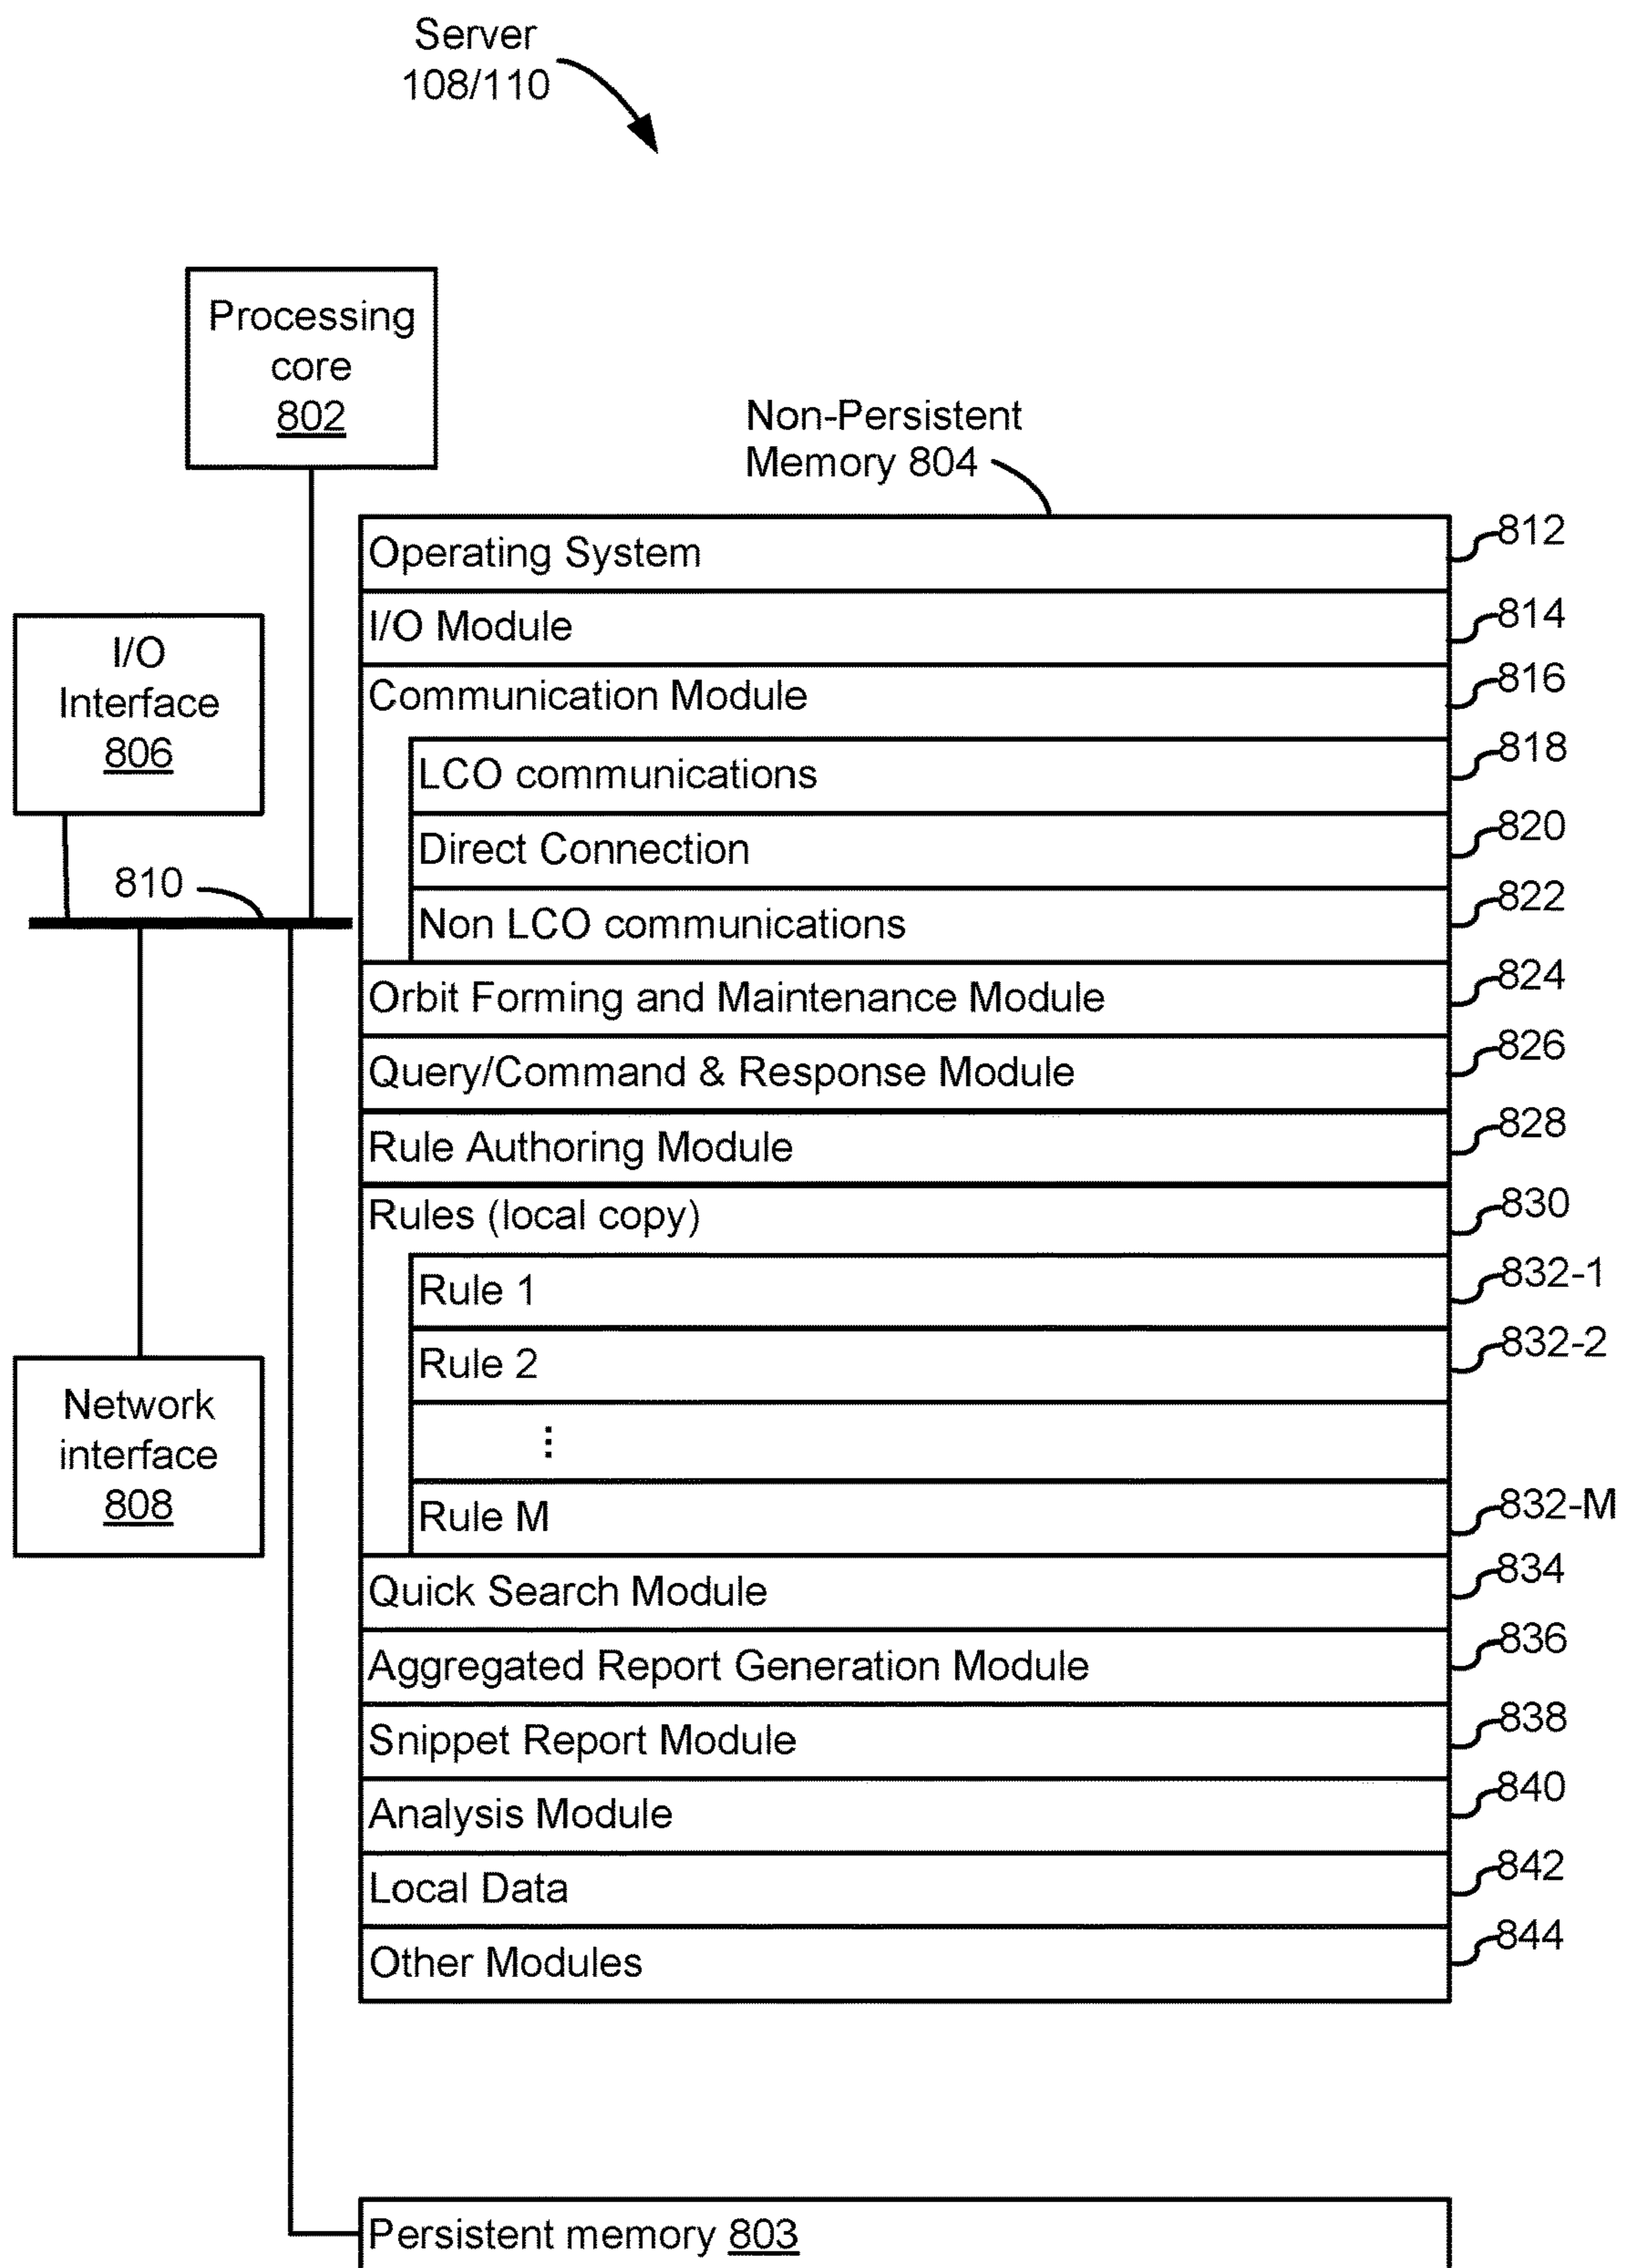 Server
108/110
Processing
core
802
Non-Persistent
Memory 804
Operating System
812
I/O Module
814
I/O
Interface
806
Communication Module
816
LCO communications
818
Direct Connection
820
810
Non LCO communications
822
Orbit Forming and Maintenance Module
824
Query/Command & Response Module
826
Rule Authoring Module
828
Rules (local copy)
830
Rule 1
832-1
Rule 2
832-2
Network
interface
808
⋮
Rule M
832-M
Quick Search Module
834
Aggregated Report Generation Module
836
Snippet Report Module
838
Analysis Module
840
Local Data
842
Other Modules
844
Persistent memory 803